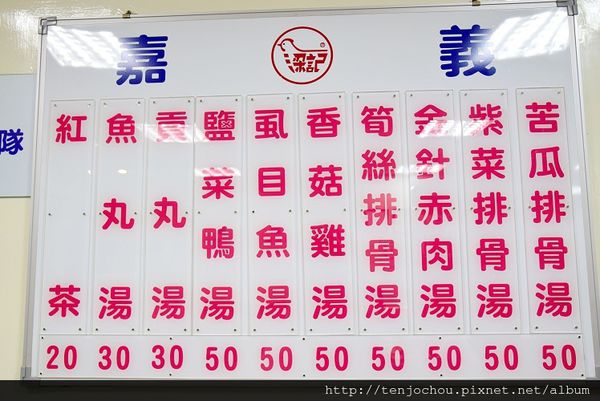 嘉義
梁記
隊
苦瓜排骨湯 50
紫菜排骨湯 50
金針赤肉湯 50
筍絲排骨湯 50
香菇雞湯 50
虱目魚湯 50
鹽菜鴨湯 50
貢丸湯 30
魚丸湯 30
紅茶 20
http://tenjochou.pixnet.net/album